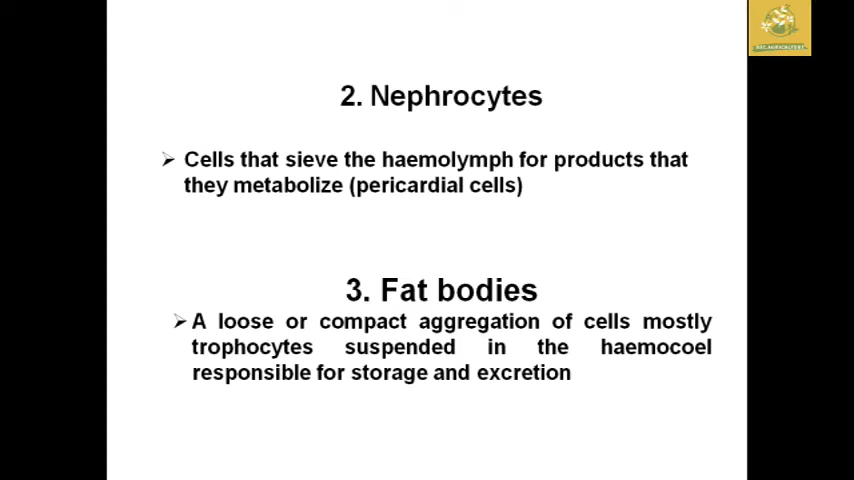 2. Nephrocytes
➢ Cells that sieve the haemolymph for products that
they metabolize (pericardial cells)
3. Fat bodies
➢ A loose or compact aggregation of cells mostly
trophocytes suspended in the haemocoel
responsible for storage and excretion